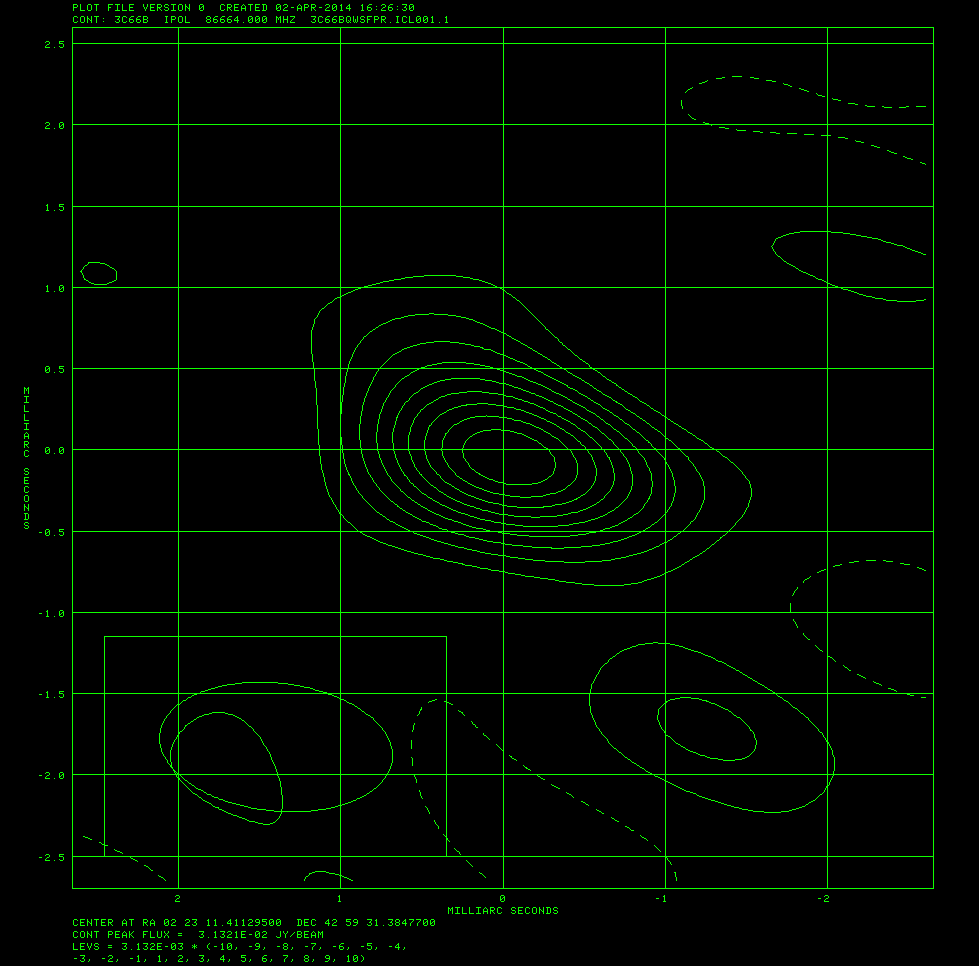 PLOT FILE VERSION 0  CREATED 02-APR-2014 16:26:30
CONT: 3C66B  IPOL  86664.000 MHZ  3C66BQWSFPR.ICL001.1
2.5
2.0
1.5
1.0
0.5
0.0
-0.5
-1.0
-1.5
-2.0
-2.5
MILLIARC SECONDS
2 1 0 -1 -2
MILLIARC SECONDS
CENTER AT RA 02 23 11.41129500  DEC 42 59 31.3847700
CONT PEAK FLUX =  3.1321E-02 JY/BEAM
LEVS = 3.132E-03 * (-10, -9, -8, -7, -6, -5, -4,
-3, -2, -1, 1, 2, 3, 4, 5, 6, 7, 8, 9, 10)